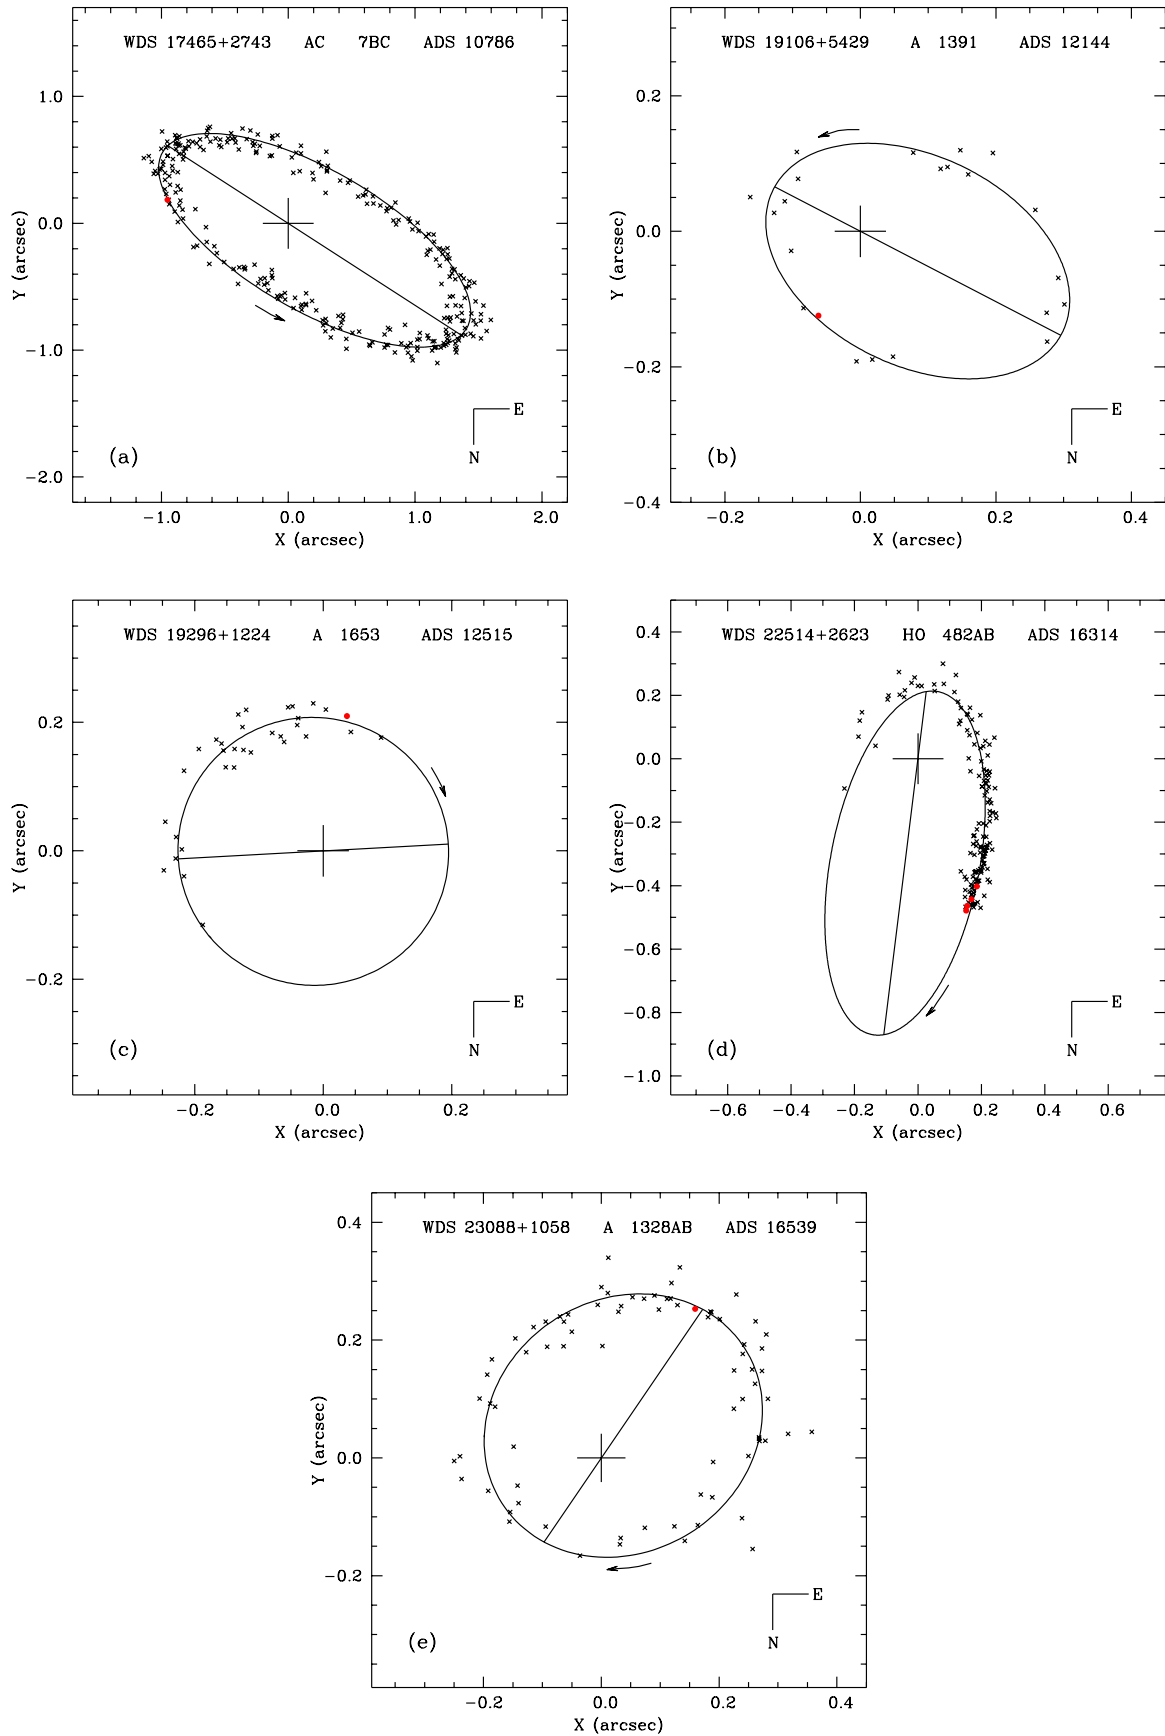 WDS 17465+2743 AC 7BC ADS 10786
1.0
0.0
−1.0
−2.0
Y (arcsec)
E
N
(a)
−1.0 0.0 1.0 2.0
X (arcsec)
WDS 19106+5429 A 1391 ADS 12144
0.2
0.0
−0.2
−0.4
Y (arcsec)
E
N
(b)
−0.2 0.0 0.2 0.4
X (arcsec)
WDS 19296+1224 A 1653 ADS 12515
0.2
0.0
−0.2
Y (arcsec)
E
N
(c)
−0.2 0.0 0.2
X (arcsec)
WDS 22514+2623 HO 482AB ADS 16314
0.4
0.2
0.0
−0.2
−0.4
−0.6
−0.8
−1.0
Y (arcsec)
E
N
(d)
−0.6 −0.4 −0.2 0.0 0.2 0.4 0.6
X (arcsec)
WDS 23088+1058 A 1328AB ADS 16539
0.4
0.2
0.0
−0.2
Y (arcsec)
E
N
(e)
−0.2 0.0 0.2 0.4
X (arcsec)